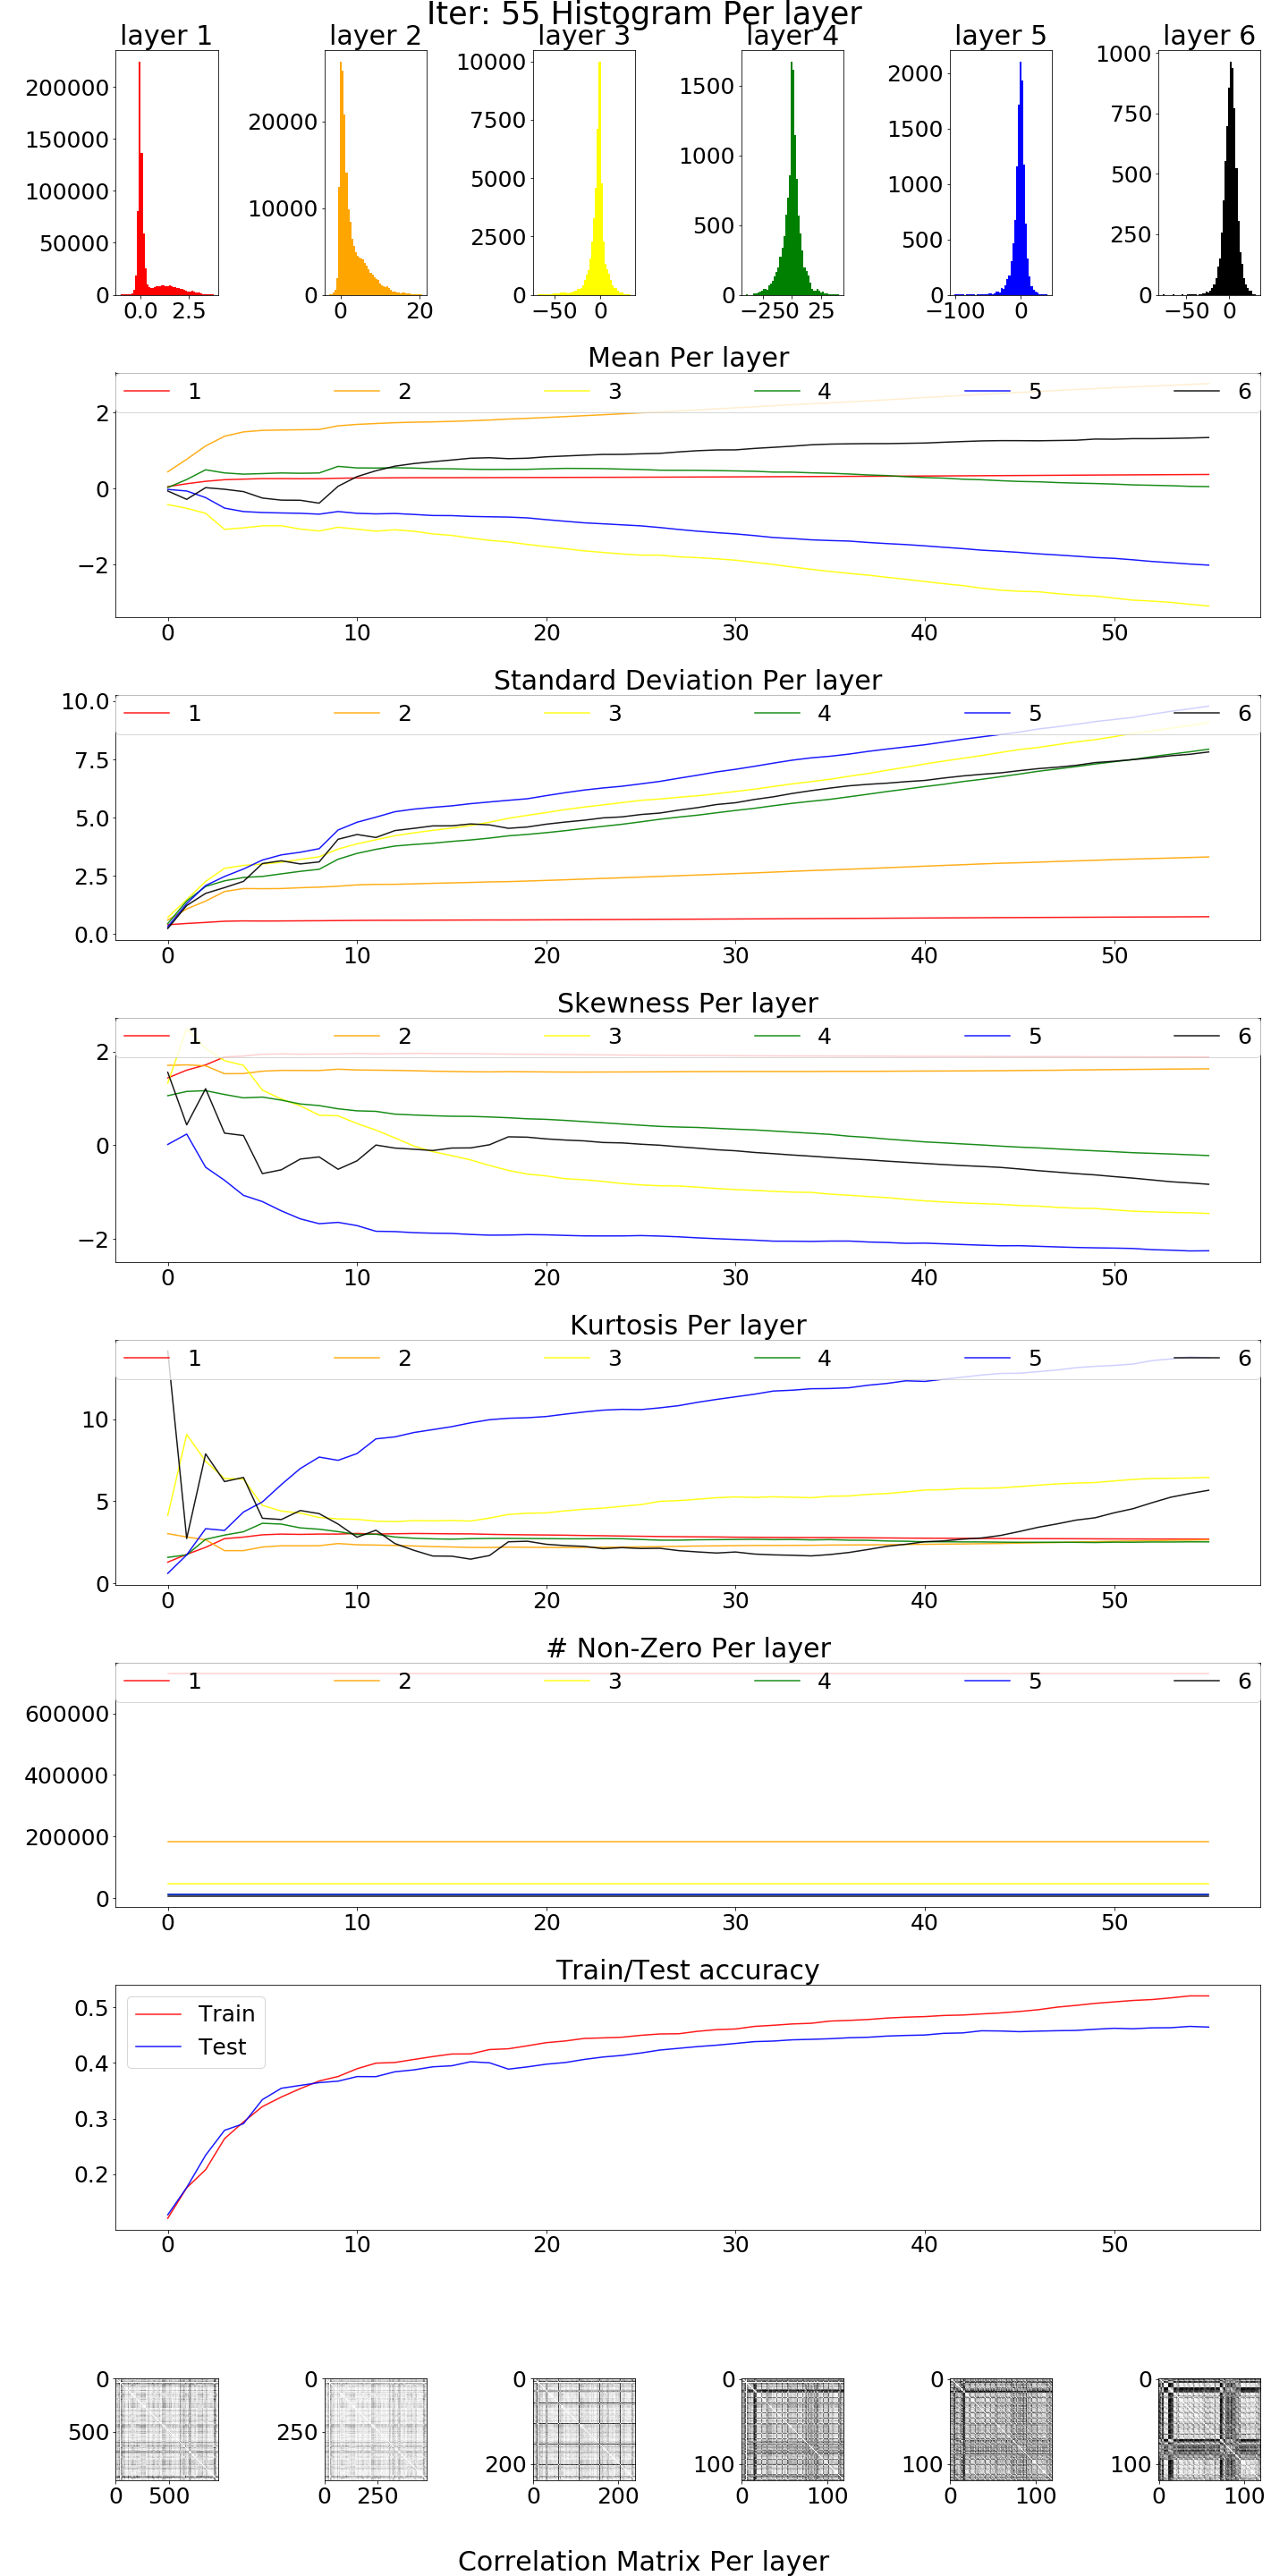 Iter: 55 Histogram Per layer
layer 1 layer 2 layer 3 layer 4 layer 5 layer 6
200000 150000 100000 50000 0
0.0 2.5
20000 10000 0
0 20
10000 7500 5000 2500 0
−50 0
1500 1000 500 0
−250 25
2000 1500 1000 500 0
−100 0
1000 750 500 250 0
−50 0
Mean Per layer
1 2 3 4 5 6
2
0
−2
0 10 20 30 40 50
Standard Deviation Per layer
1 2 3 4 5 6
10.0
7.5
5.0
2.5
0.0
0 10 20 30 40 50
Skewness Per layer
1 2 3 4 5 6
2
0
−2
0 10 20 30 40 50
Kurtosis Per layer
1 2 3 4 5 6
10
5
0
0 10 20 30 40 50
# Non-Zero Per layer
1 2 3 4 5 6
600000
400000
200000
0
0 10 20 30 40 50
Train/Test accuracy
Train
Test
0.5
0.4
0.3
0.2
0 10 20 30 40 50
0 500
0 500
0 250
0 250
0 200
0 200
0 100
0 100
0 100
0 100
0 100
0 100
Correlation Matrix Per layer